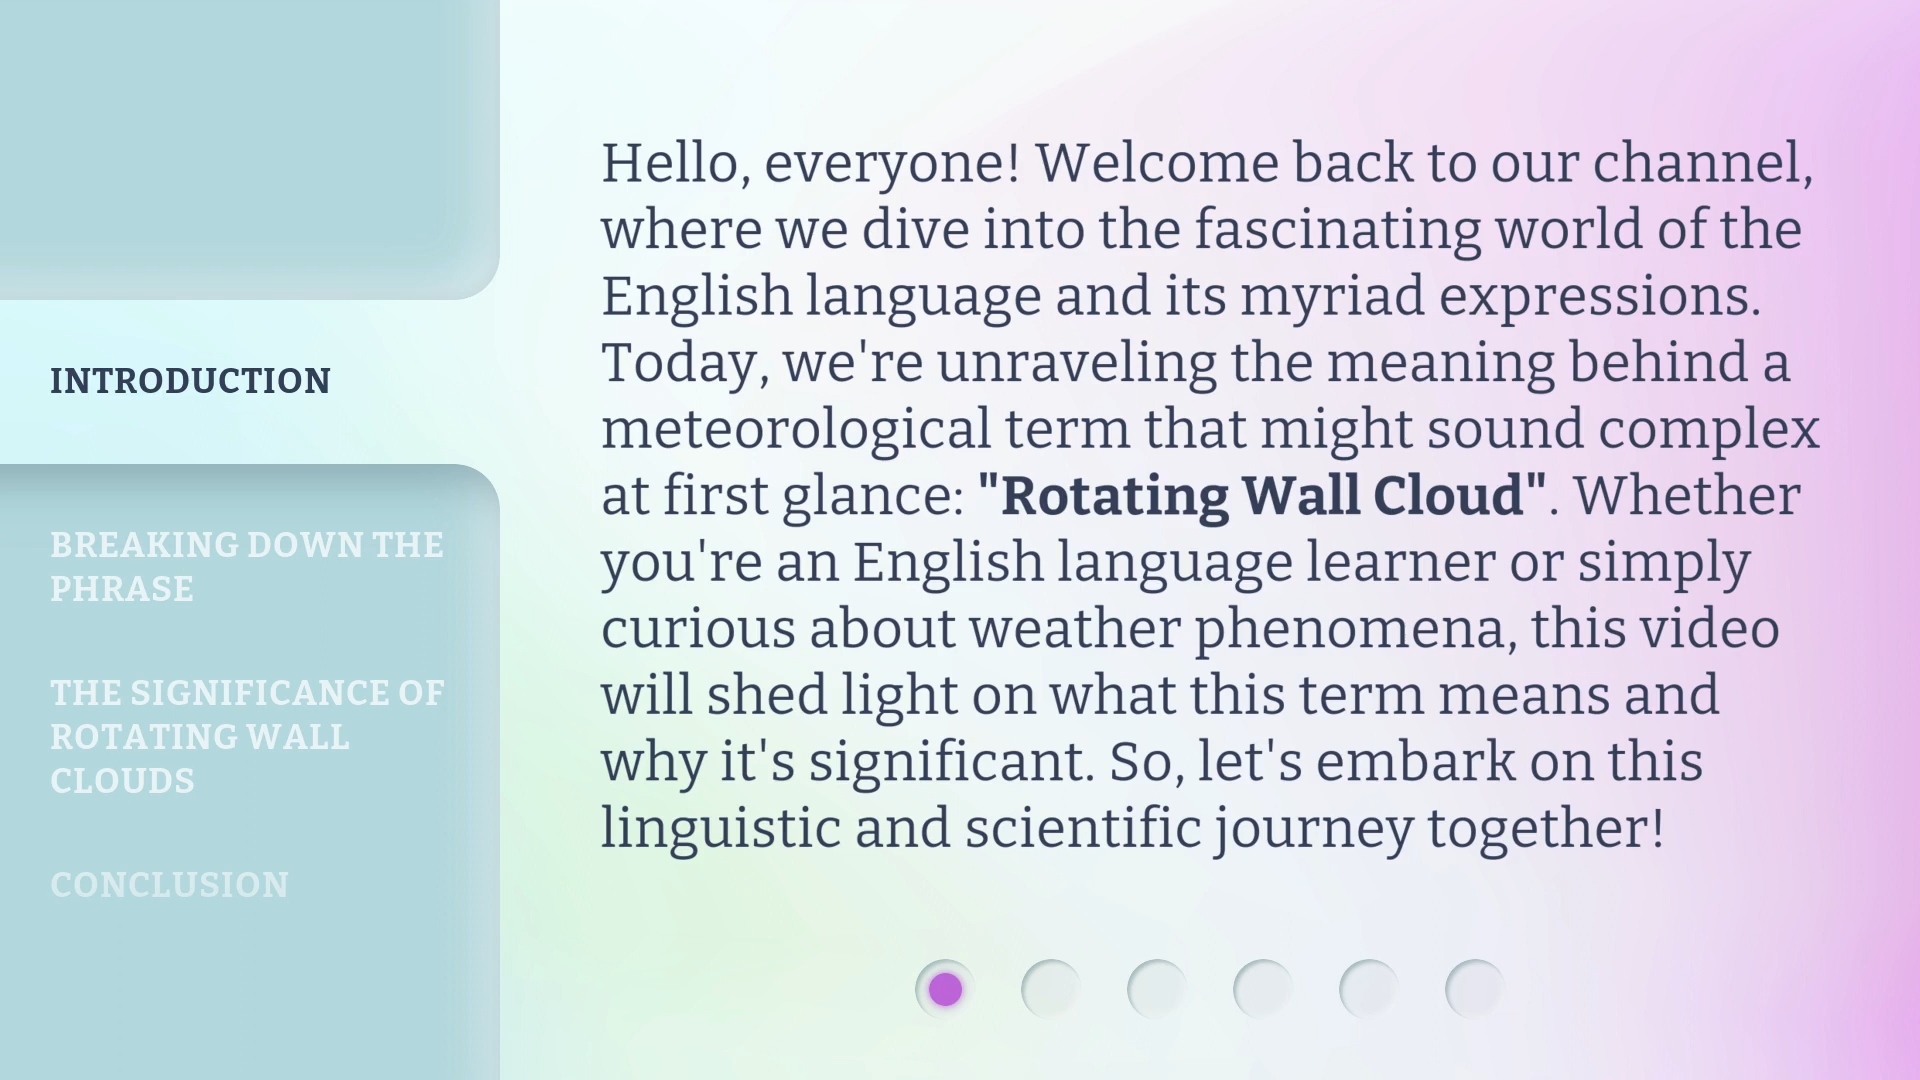 INTRODUCTION
BREAKING DOWN THE
PHRASE
THE SIGNIFICANCE OF
ROTATING WALL
CLOUDS
CONCLUSION
Hello, everyone! Welcome back to our channel,
where we dive into the fascinating world of the
English language and its myriad expressions.
Today, we're unraveling the meaning behind a
meteorological term that might sound complex
at first glance: "Rotating Wall Cloud". Whether
you're an English language learner or simply
curious about weather phenomena, this video
will shed light on what this term means and
why it's significant. So, let's embark on this
linguistic and scientific journey together!